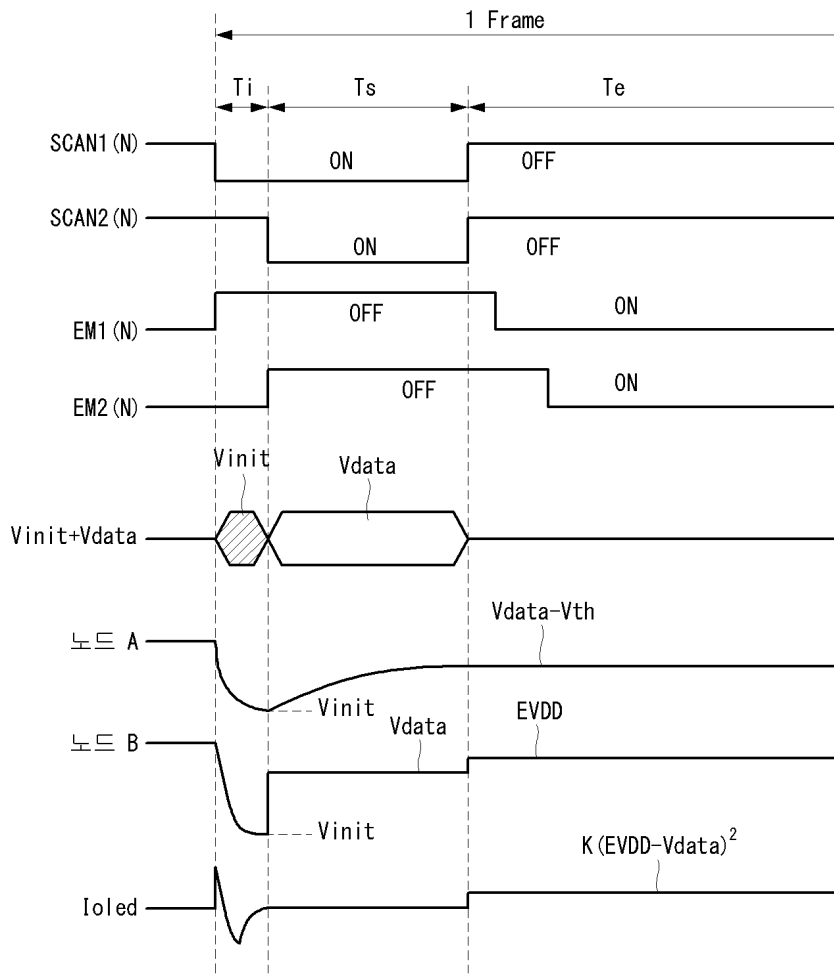 1 Frame
Ti Ts Te
SCAN1(N) ON OFF
SCAN2(N) ON OFF
EM1(N) OFF ON
EM2(N) OFF ON
Vinit Vdata
Vinit+Vdata
노드 A Vinit Vdata-Vth
노드 B Vinit Vdata EVDD
Ioled K(EVDD-Vdata)²